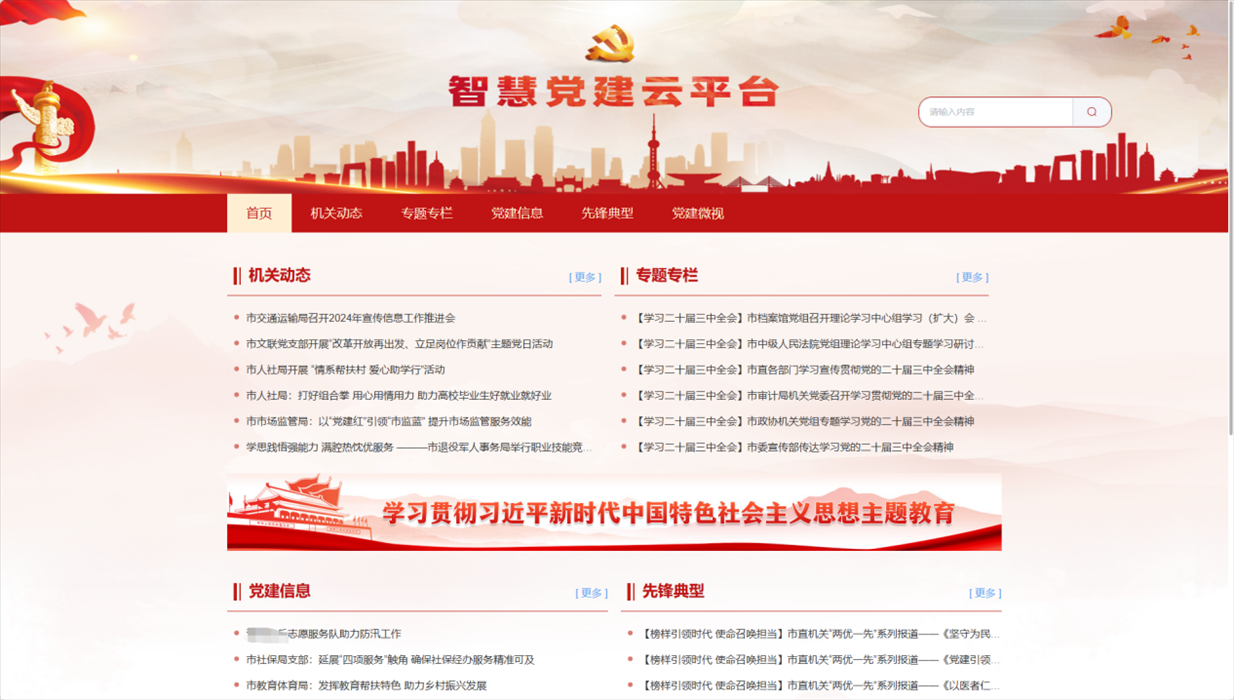 智慧党建云平台
请输入内容
首页 机关动态 专题专栏 党建信息 先锋典型 党建微视
机关动态 [ 更多 ]
市交通运输局召开2024年宣传信息工作推进会
市文联党支部开展“改革开放再出发、立足岗位作贡献”主题党日活动
市人社局开展 “情系帮扶村 爱心助学行”活动
市人社局：打好组合拳 用心用情用力 助力高校毕业生好就业就好业
市市场监管局：以“党建红”引领“市监蓝” 提升市场监管服务效能
学思践悟强能力 满腔热忱优服务 ———市退役军人事务局举行职业技能竞...
专题专栏 [ 更多 ]
【学习二十届三中全会】市档案馆党组召开理论学习中心组学习（扩大）会 ...
【学习二十届三中全会】市中级人民法院党组理论学习中心组专题学习研讨...
【学习二十届三中全会】市直各部门学习宣传贯彻党的二十届三中全会精神
【学习二十届三中全会】市审计局机关党委召开学习贯彻党的二十届三中全...
【学习二十届三中全会】市政协机关党组专题学习党的二十届三中全会精神
【学习二十届三中全会】市委宣传部传达学习党的二十届三中全会精神
学习贯彻习近平新时代中国特色社会主义思想主题教育
党建信息 [ 更多 ]
志愿服务队助力防汛工作
市社保局支部：延展“四项服务”触角 确保社保经办服务精准可及
市教育体育局：发挥教育帮扶特色 助力乡村振兴发展
先锋典型 [ 更多 ]
【榜样引领时代 使命召唤担当】市直机关“两优一先”系列报道——《坚守为民...
【榜样引领时代 使命召唤担当】市直机关“两优一先”系列报道——《党建引领...
【榜样引领时代 使命召唤担当】市直机关“两优一先”系列报道——《以医者仁...